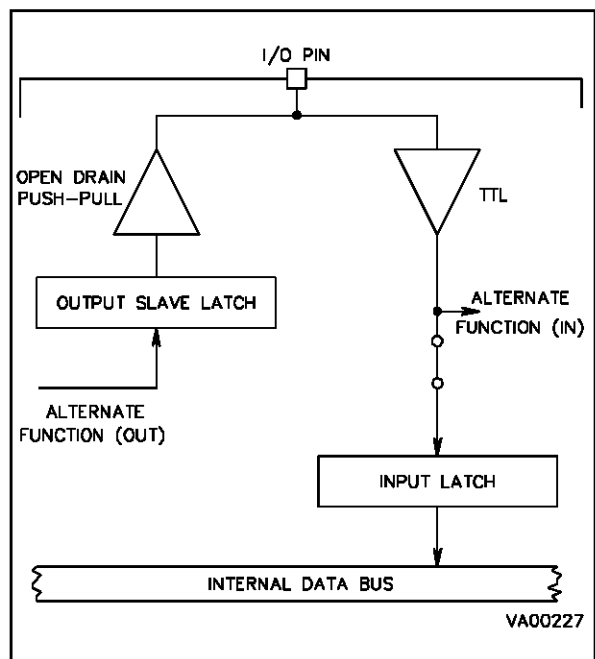 I/O PIN
OPEN DRAIN
PUSH-PULL
TTL
OUTPUT SLAVE LATCH
ALTERNATE
FUNCTION (IN)
ALTERNATE
FUNCTION (OUT)
INPUT LATCH
INTERNAL DATA BUS
VA00227